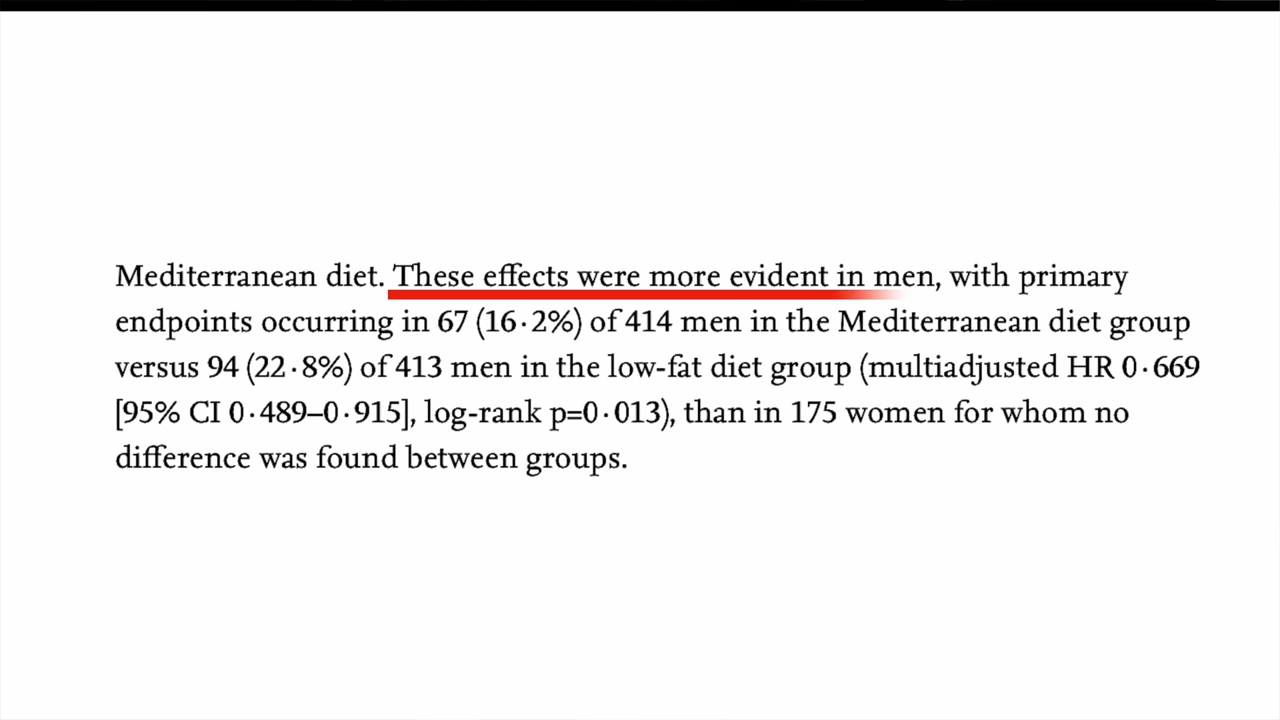 Mediterranean diet. These effects were more evident in men, with primary
endpoints occurring in 67 (16·2%) of 414 men in the Mediterranean diet group
versus 94 (22·8%) of 413 men in the low-fat diet group (multiadjusted HR 0·669
[95% CI 0·489–0·915], log-rank p=0·013), than in 175 women for whom no
difference was found between groups.